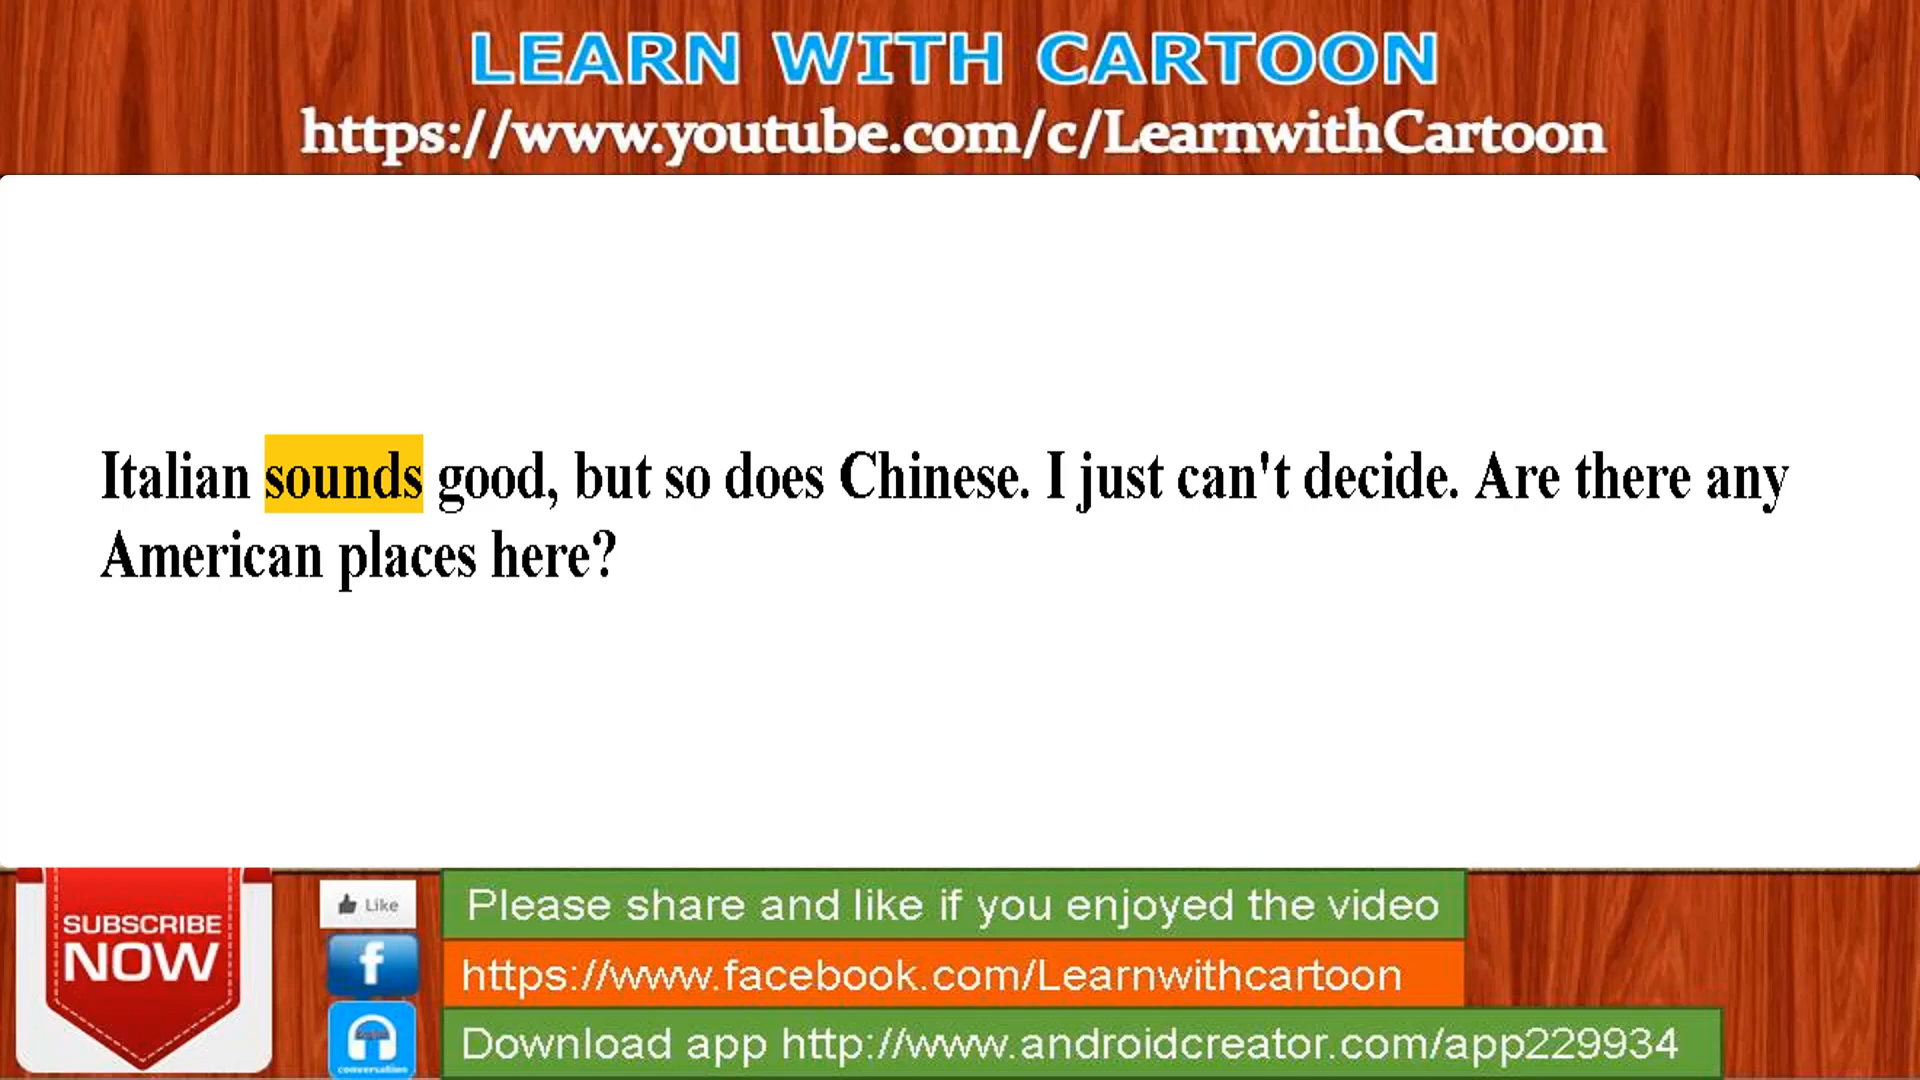 LEARN WITH CARTOON
https://www.youtube.com/c/LearnwithCartoon
Italian sounds good, but so does Chinese. I just can't decide. Are there any
American places here?
SUBSCRIBE
NOW
Like
Please share and like if you enjoyed the video
f
https://www.facebook.com/Learnwithcartoon
Download app http://www.androidcreator.com/app229934
conversation